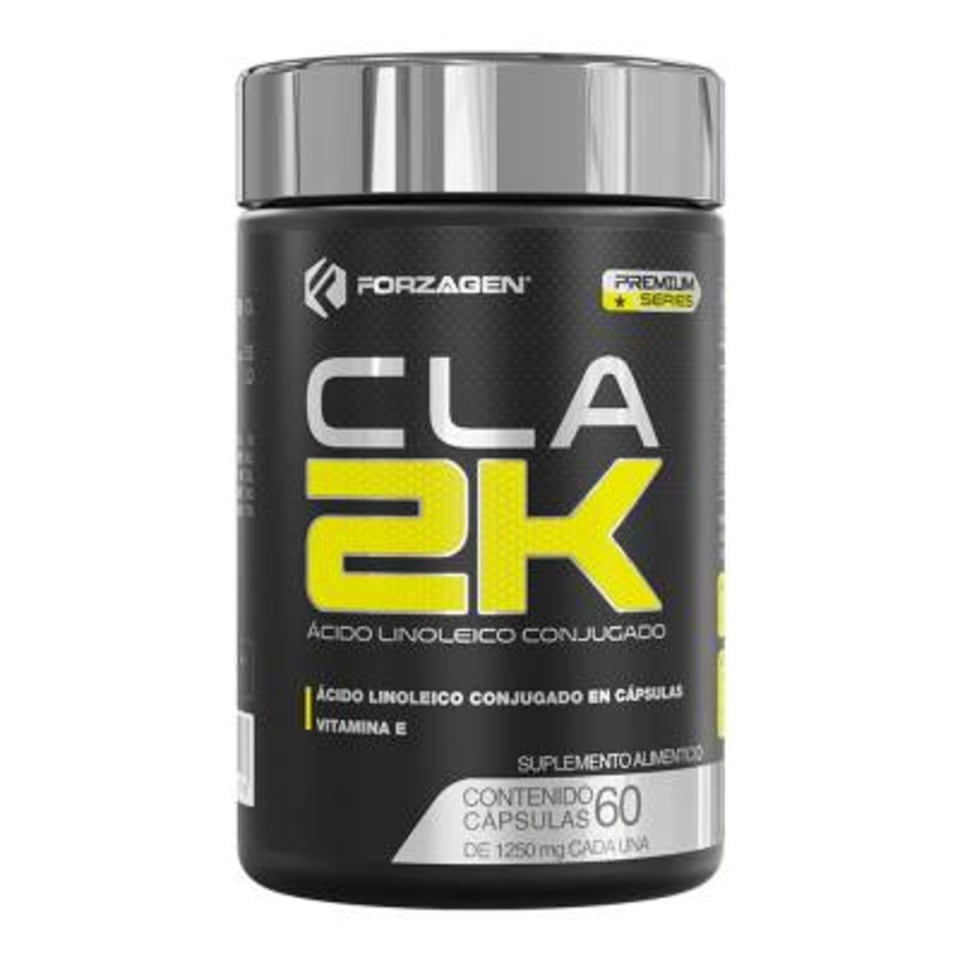 FORZAGEN®
PREMIUM
SERIES
CLA
2K
ÁCIDO LINOLEICO CONJUGADO
ÁCIDO LINOLEICO CONJUGADO EN CÁPSULAS
VITAMINA E
SUPLEMENTO ALIMENTICIO
CONTENIDO 60
CÁPSULAS
DE 1250 mg CADA UNA